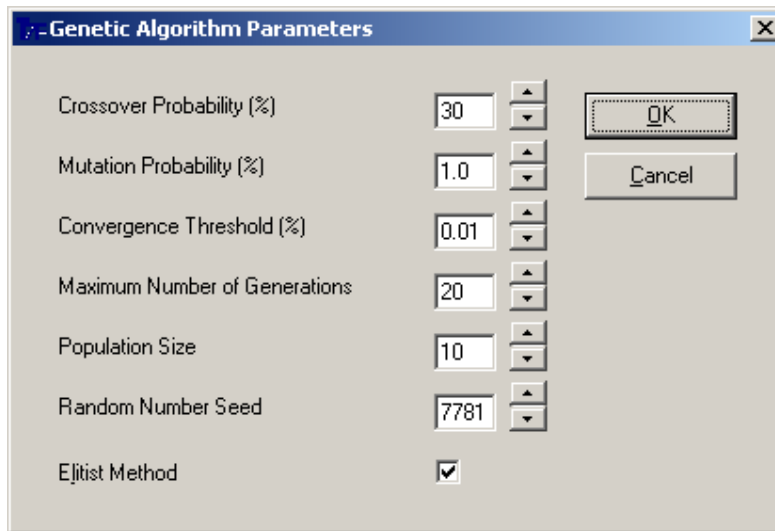 Genetic Algorithm Parameters
Crossover Probability (%) 30 OK
Mutation Probability (%) 1.0 Cancel
Convergence Threshold (%) 0.01
Maximum Number of Generations 20
Population Size 10
Random Number Seed 7781
Elitist Method